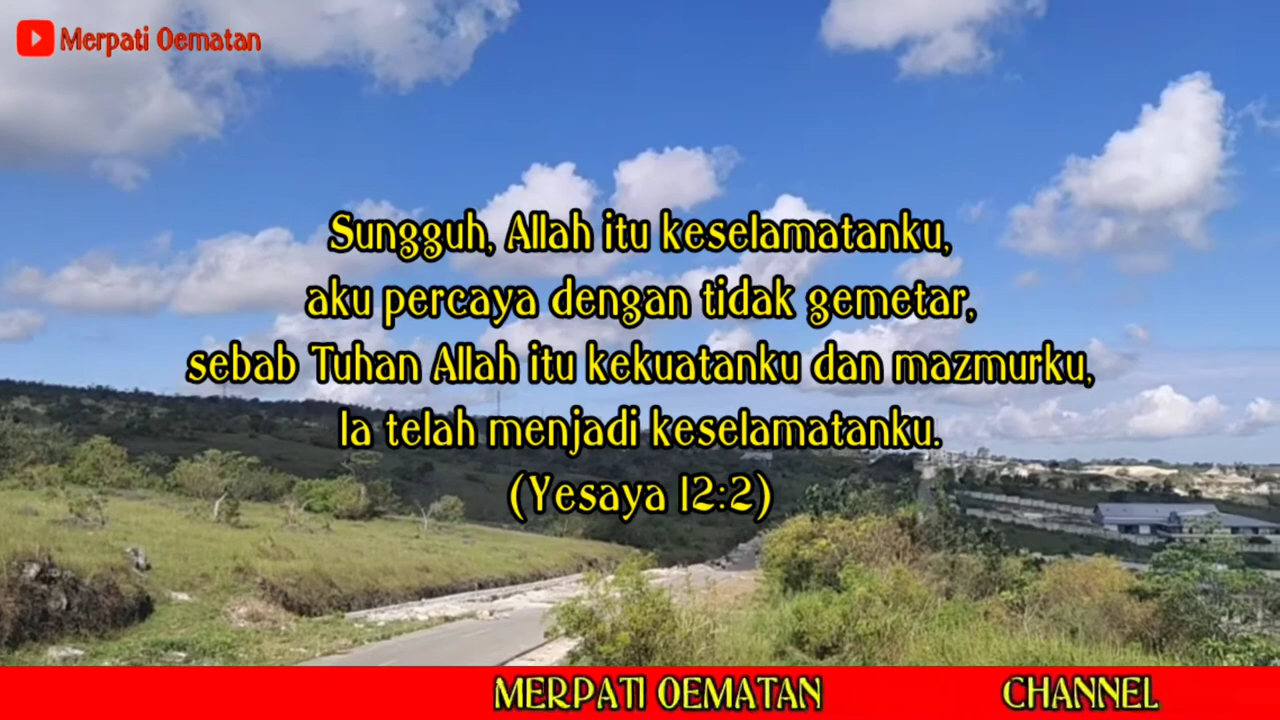 Merpati Oematan
Sungguh, Allah itu keselamatanku,
aku percaya dengan tidak gemetar,
sebab Tuhan Allah itu kekuatanku dan mazmurku,
Ia telah menjadi keselamatanku.
(Yesaya 12:2)
MERPATI OEMATAN CHANNEL